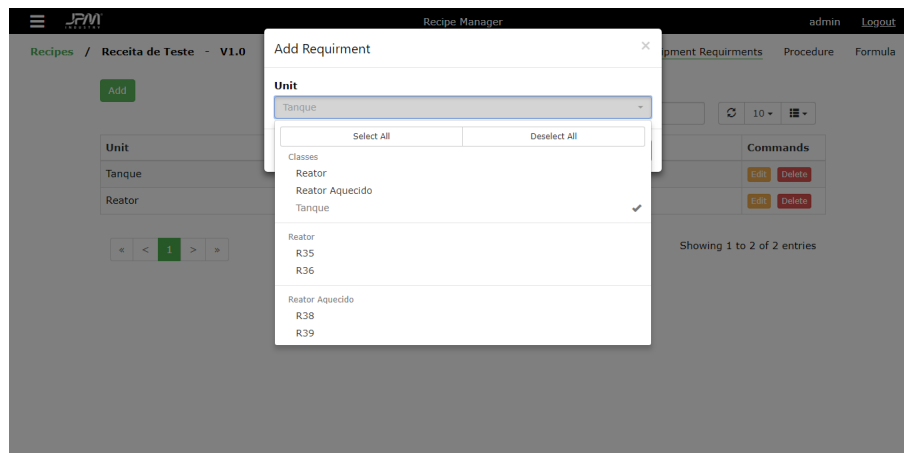 JPM
INDUSTRY
Recipe Manager
admin
Logout
Recipes / Receita de Teste - V1.0
ipment Requirments
Procedure
Formula
Add Requirment
×
Add
Unit
Tanque
10
Select All
Deselect All
Classes
Reator
Reator Aquecido
Tanque
Reator
R35
R36
Reator Aquecido
R38
R39
Unit
Commands
Tanque
Edit
Delete
Reator
Edit
Delete
« < 1 > »
Showing 1 to 2 of 2 entries